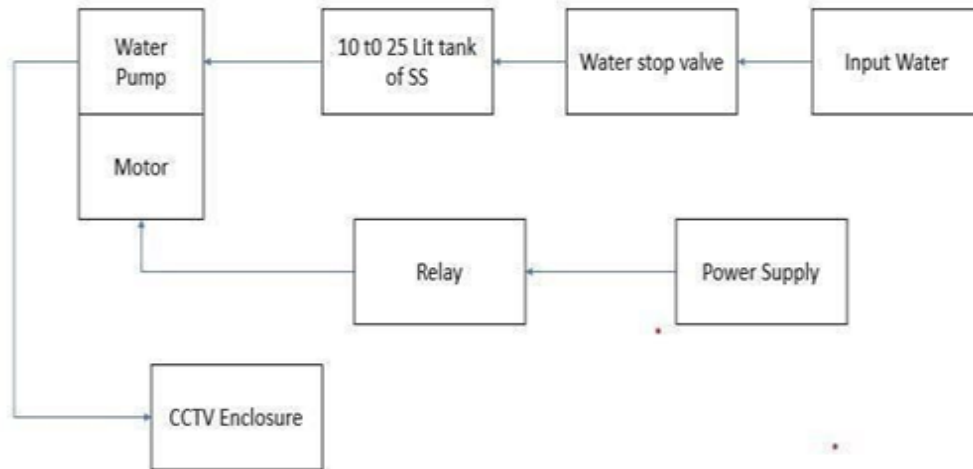 Water
Pump
10 t0 25 Lit tank
of SS
Water stop valve
Input Water
Motor
Relay
Power Supply
CCTV Enclosure